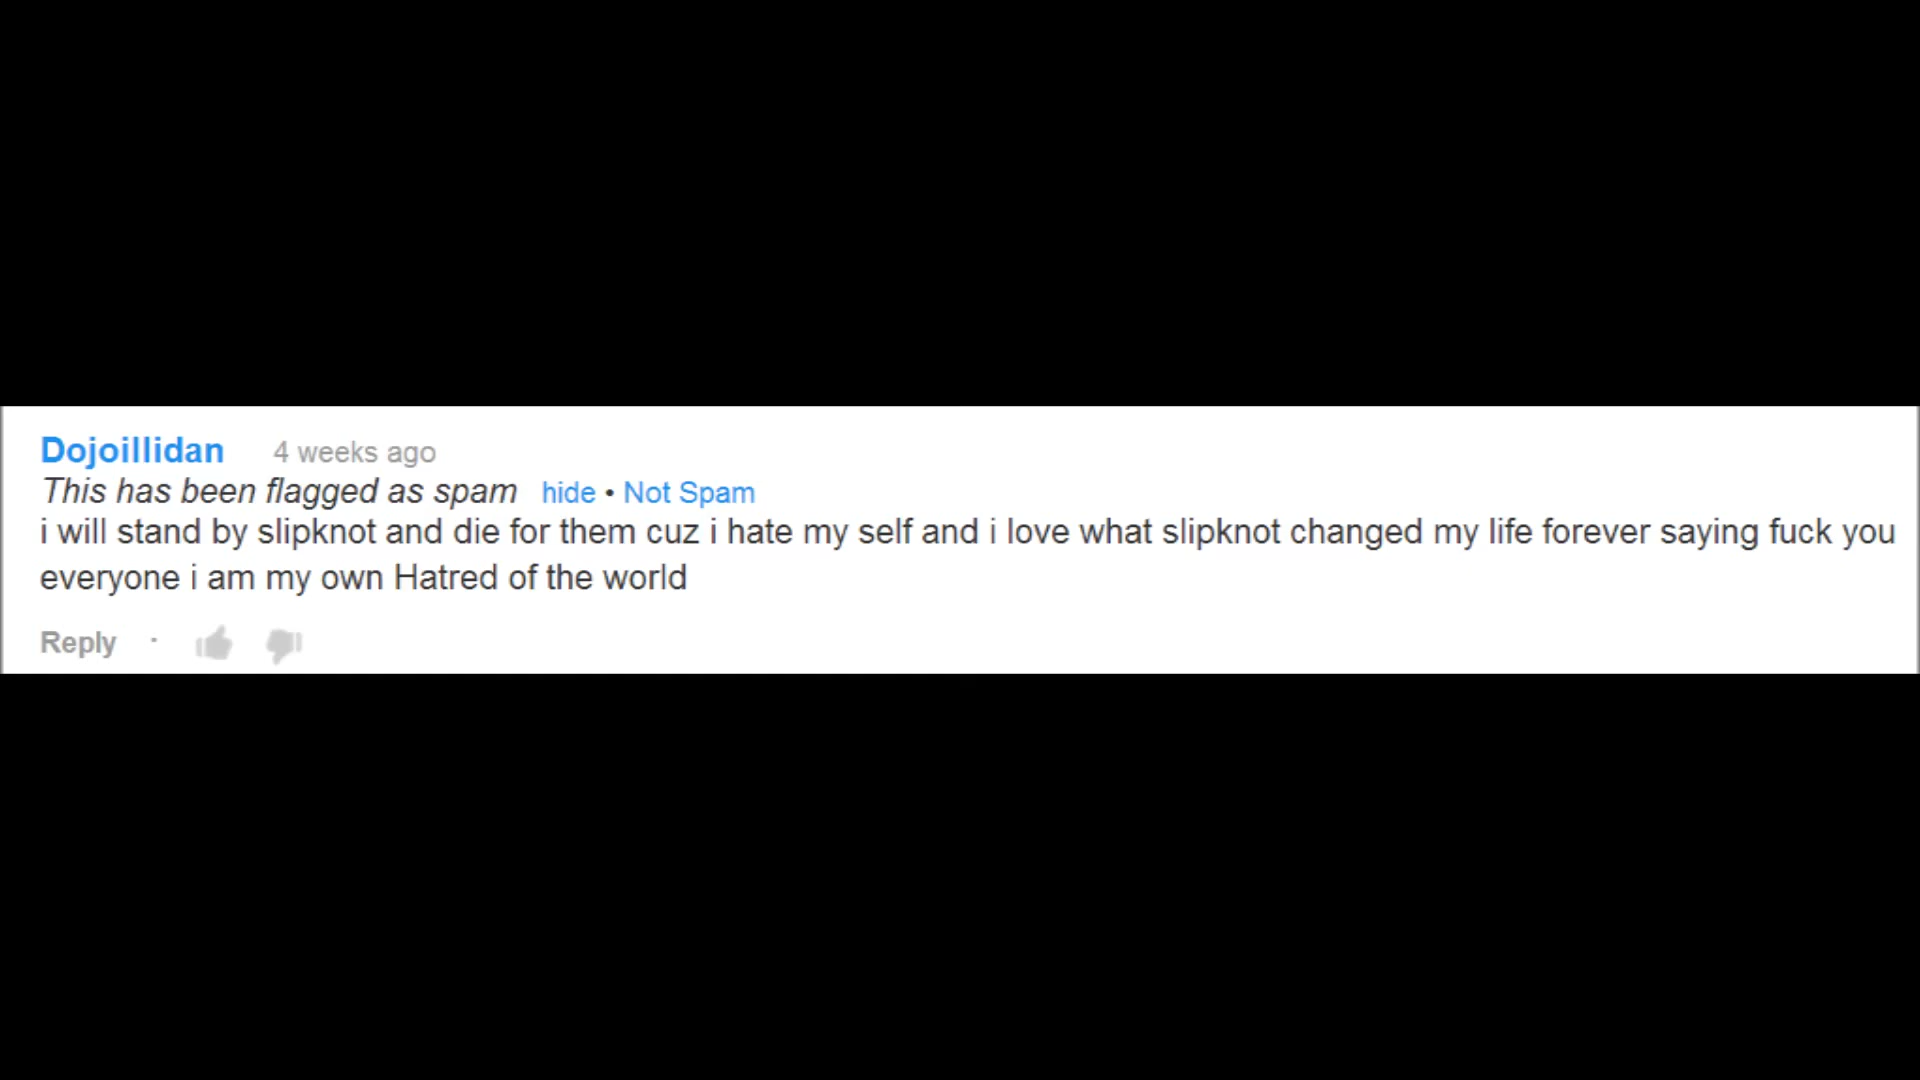 Dojoillidan 4 weeks ago
This has been flagged as spam hide • Not Spam
i will stand by slipknot and die for them cuz i hate my self and i love what slipknot changed my life forever saying fuck you
everyone i am my own Hatred of the world
Reply ·